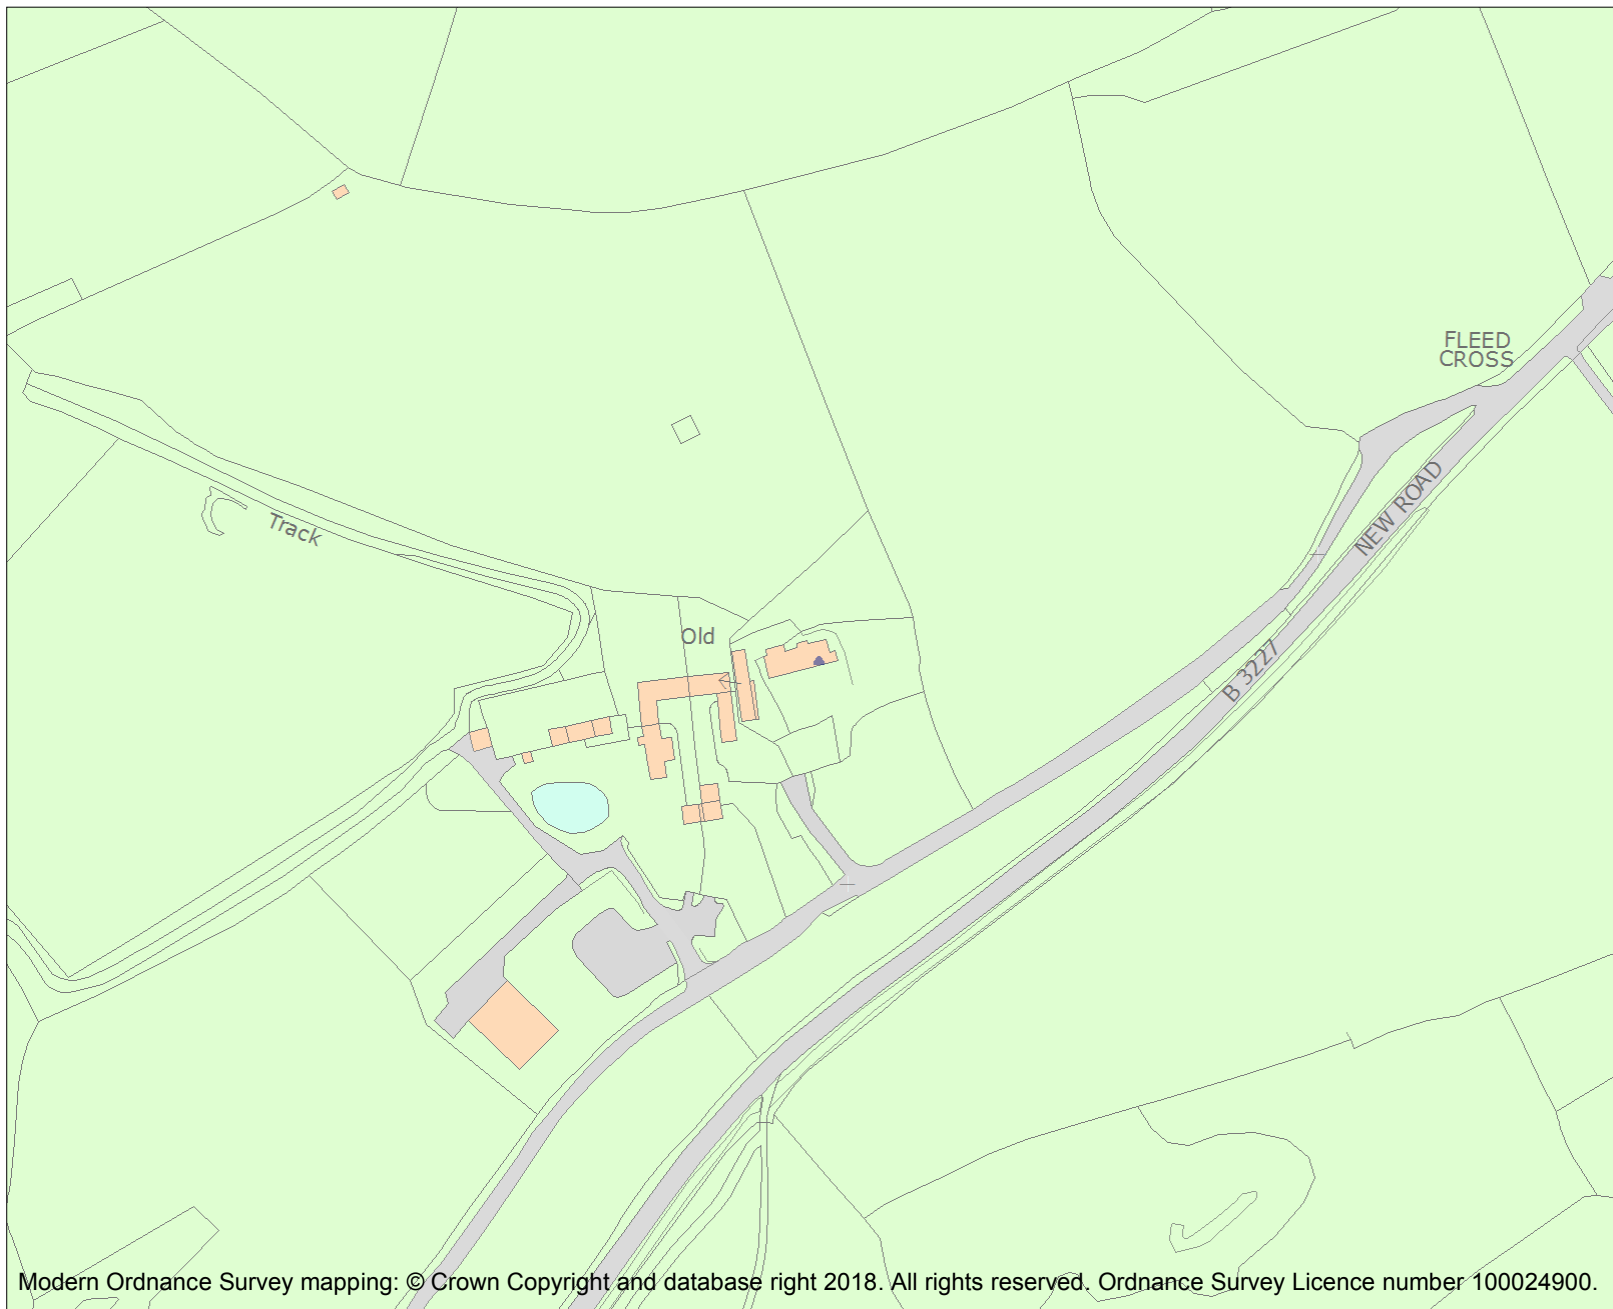 FLEED
CROSS
NEW ROAD
Track
Old
B 3227
Modern Ordnance Survey mapping: © Crown Copyright and database right 2018. All rights reserved. Ordnance Survey Licence number 100024900.